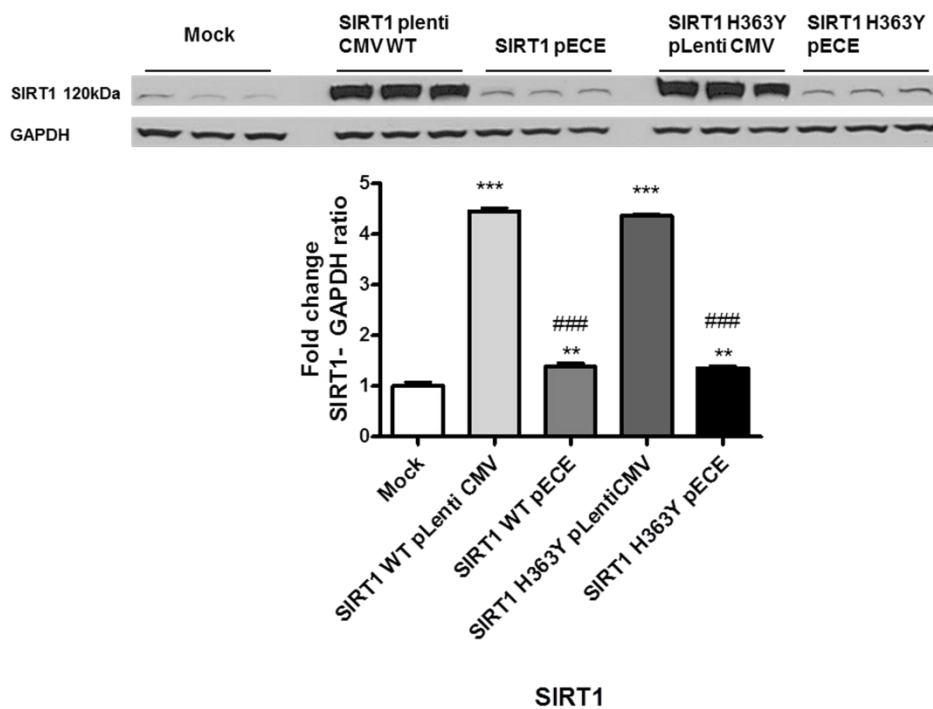 Mock
SIRT1 plenti
CMV WT
SIRT1 pECE
SIRT1 H363Y
pLenti CMV
SIRT1 H363Y
pECE
SIRT1 120kDa
GAPDH
Fold change
SIRT1- GAPDH ratio
5
4
3
2
1
0
***
###
**
***
###
**
Mock
SIRT1 WT pLenti CMV
SIRT1 WT pECE
SIRT1 H363Y pLentiCMV
SIRT1 H363Y pECE
SIRT1